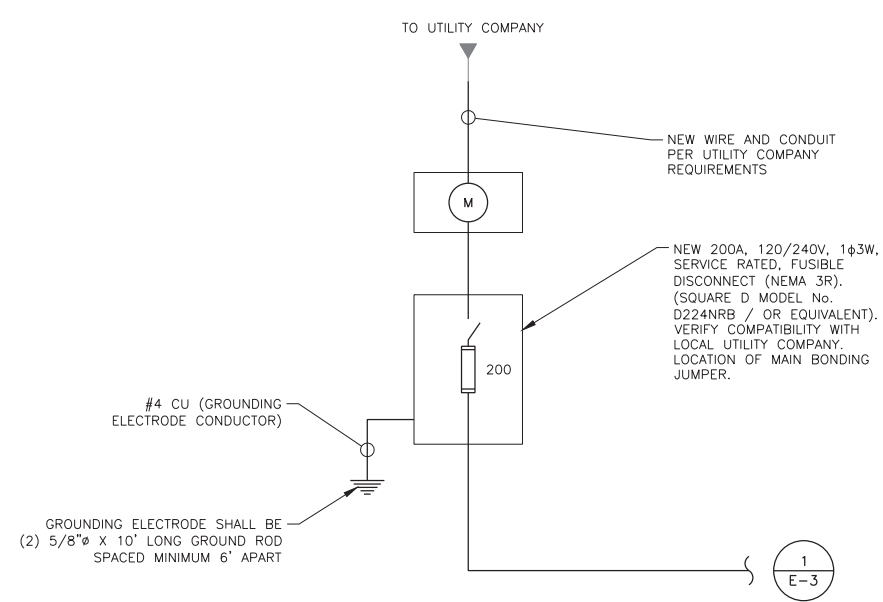 TO UTILITY COMPANY
NEW WIRE AND CONDUIT
PER UTILITY COMPANY
REQUIREMENTS
M
NEW 200A, 120/240V, 1ϕ3W,
SERVICE RATED, FUSIBLE
DISCONNECT (NEMA 3R).
(SQUARE D MODEL No.
D224NRB / OR EQUIVALENT).
VERIFY COMPATIBILITY WITH
LOCAL UTILITY COMPANY.
LOCATION OF MAIN BONDING
JUMPER.
200
#4 CU (GROUNDING
ELECTRODE CONDUCTOR)
GROUNDING ELECTRODE SHALL BE
(2) 5/8"ø X 10' LONG GROUND ROD
SPACED MINIMUM 6' APART
1
E-3